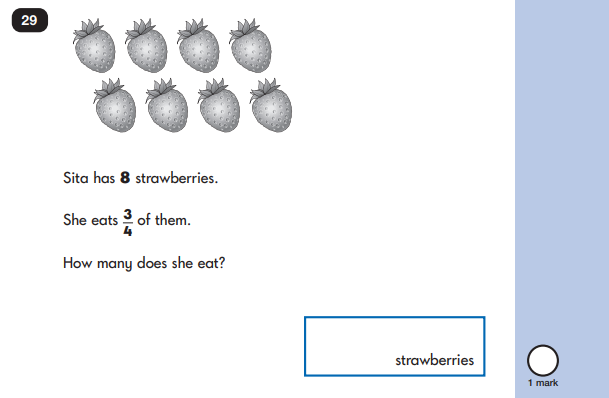 29
Sita has 8 strawberries.
She eats 3/4 of them.
How many does she eat?
strawberries
1 mark